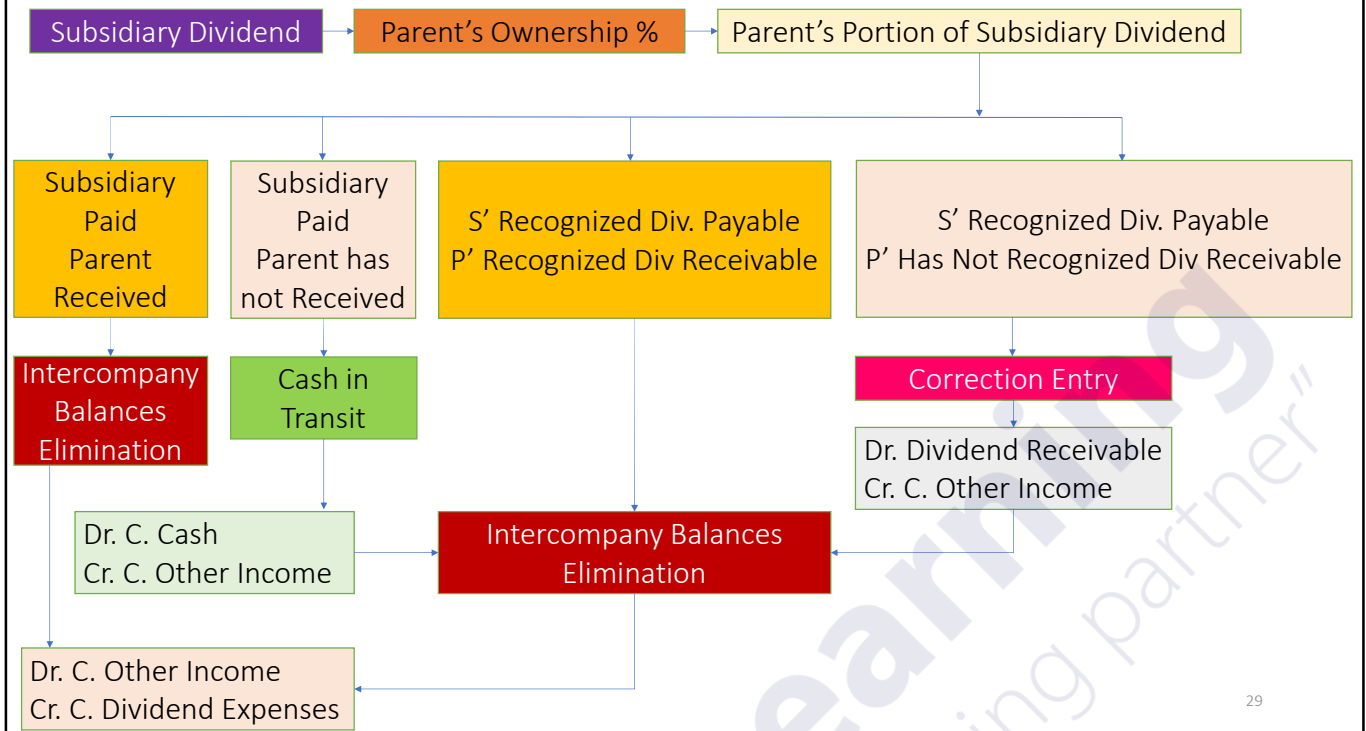 Subsidiary Dividend
Parent's Ownership %
Parent's Portion of Subsidiary Dividend
Subsidiary
Paid
Parent
Received
Subsidiary
Paid
Parent has
not Received
S' Recognized Div. Payable
P' Recognized Div Receivable
S' Recognized Div. Payable
P' Has Not Recognized Div Receivable
Intercompany
Balances
Elimination
Cash in
Transit
Correction Entry
Dr. Dividend Receivable
Cr. C. Other Income
Dr. C. Cash
Cr. C. Other Income
Intercompany Balances
Elimination
Dr. C. Other Income
Cr. C. Dividend Expenses
29
earning
ing partner"